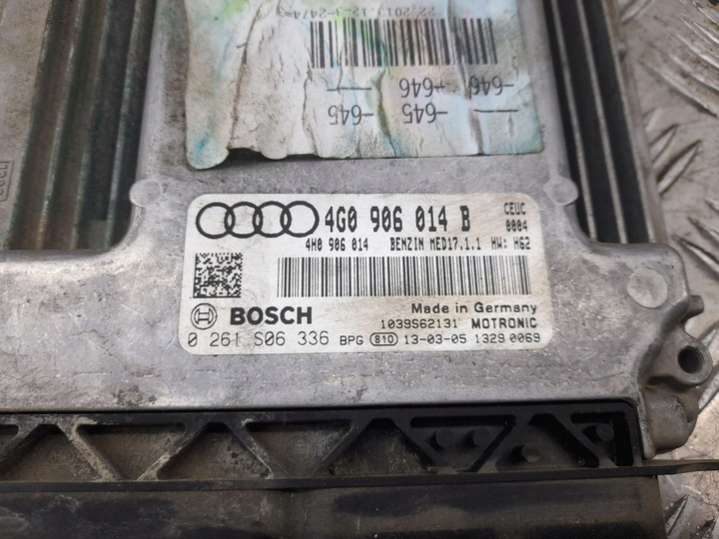 4G0 906 014 B CEUC
4H0 906 014 BENZIN MED17.1.1 HW: H62 0004
BOSCH Made in Germany
1039S62131 MOTRONIC
0 261 S06 336 BPG 810 13-03-05 1329 0069
-646 +646
-645 -645